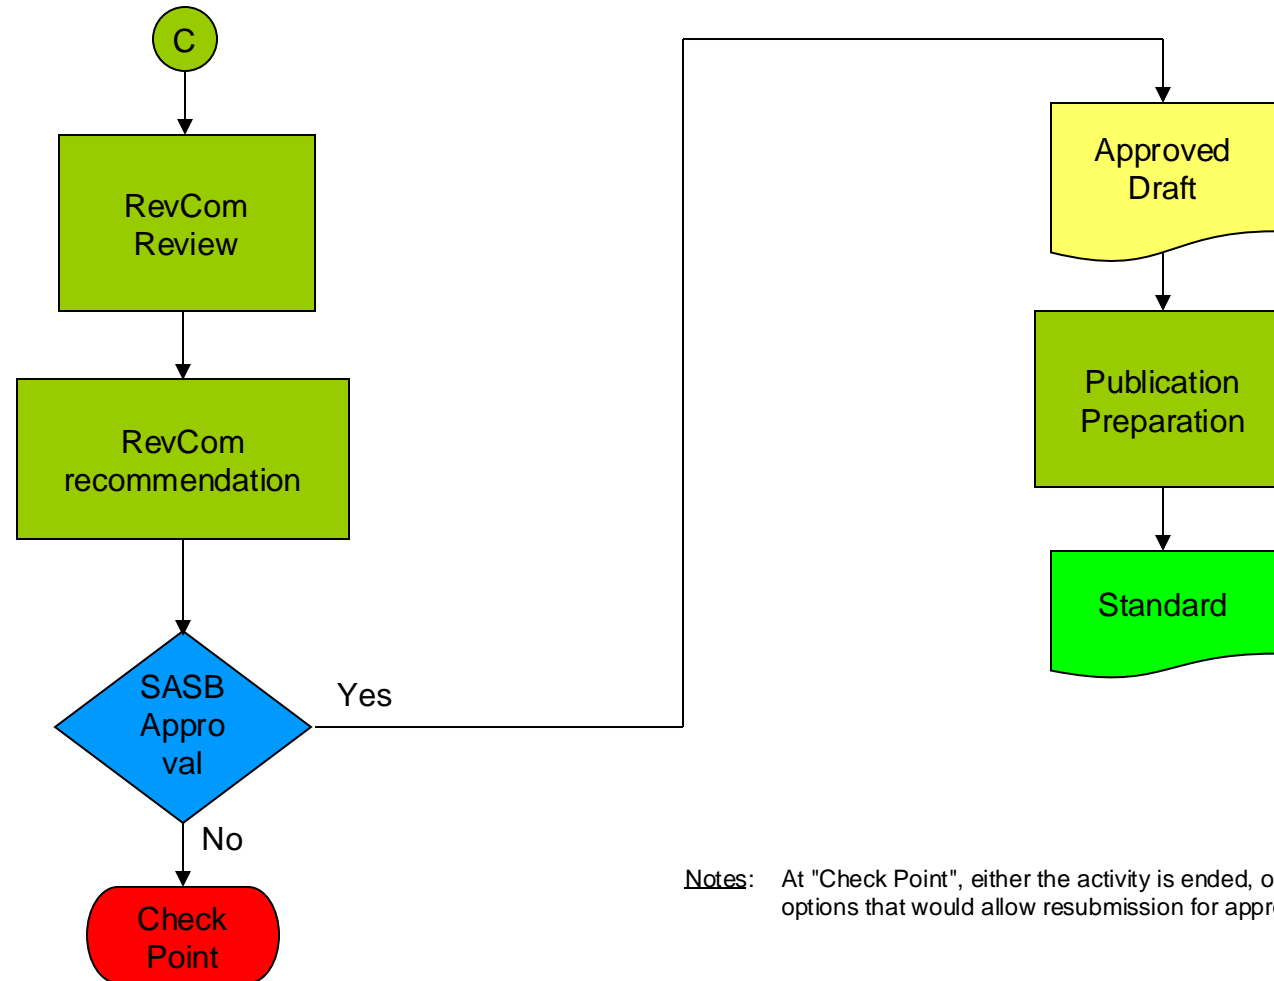 C
RevCom
Review
RevCom
recommendation
SASB
Appro
val
Yes
No
Check
Point
Approved
Draft
Publication
Preparation
Standard
Notes: At "Check Point", either the activity is ended, o
options that would allow resubmission for appr